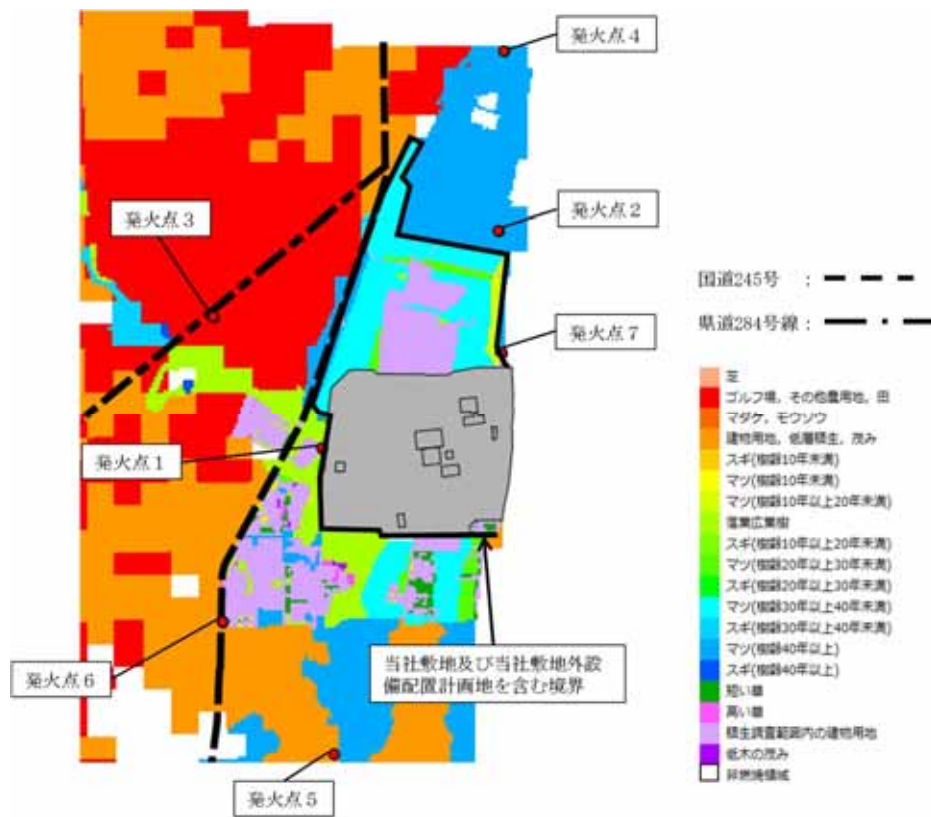 発火点4
発火点2
発火点3
国道245号 :
県道284号線:
発火点7
芝
ゴルフ場，その他農用地，田
マダケ，モウソウ
建物用地，低層植生，茂み
スギ(樹齢10年未満)
マツ(樹齢10年未満)
マツ(樹齢10年以上20年未満)
落葉広葉樹
スギ(樹齢10年以上20年未満)
マツ(樹齢20年以上30年未満)
スギ(樹齢20年以上30年未満)
マツ(樹齢30年以上40年未満)
スギ(樹齢30年以上40年未満)
マツ(樹齢40年以上)
スギ(樹齢40年以上)
短い草
高い草
植生調査範囲内の建物用地
低木の茂み
非燃焼領域
発火点1
当社敷地及び当社敷地外設
備配置計画地を含む境界
発火点6
発火点5